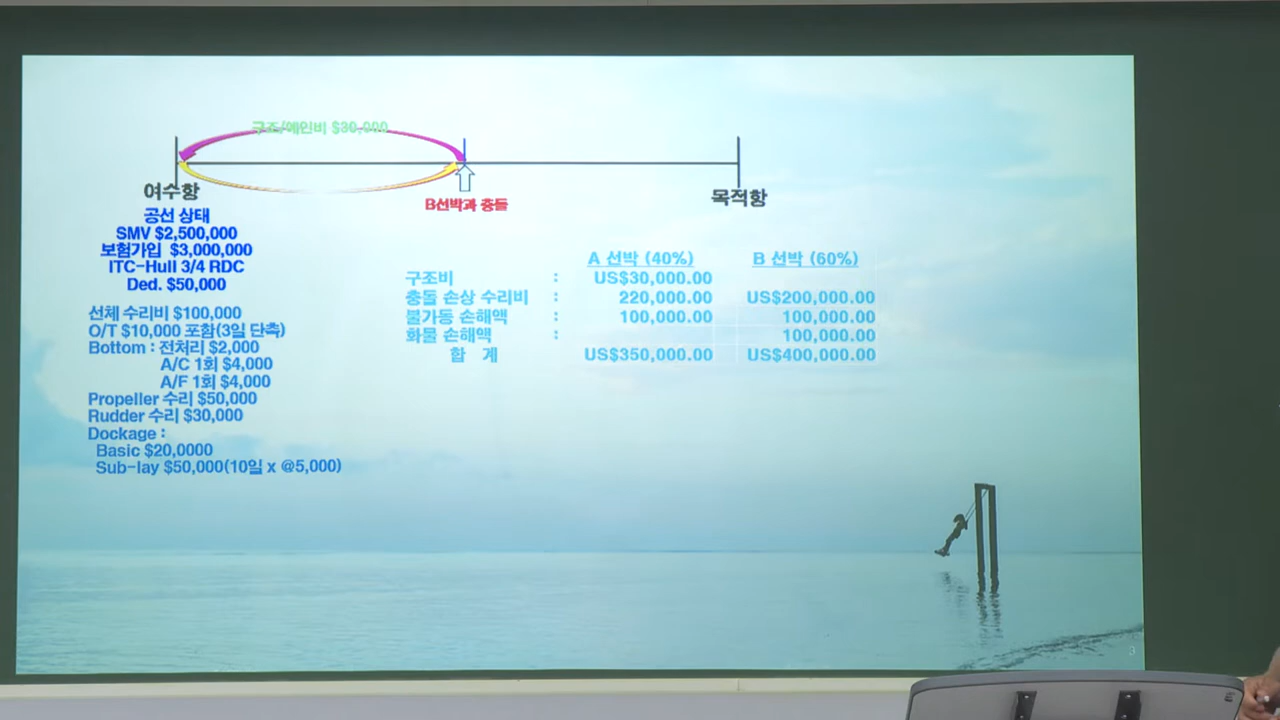 구조/예인비 $30,000
여수항
목적항
B선박과 충돌
공선 상태
SMV $2,500,000
보험가입 $3,000,000
ITC-Hull 3/4 RDC
Ded. $50,000
선체 수리비 $100,000
O/T $10,000 포함(3일 단축)
Bottom : 전처리 $2,000
A/C 1회 $4,000
A/F 1회 $4,000
Propeller 수리 $50,000
Rudder 수리 $30,000
Dockage :
Basic $20,0000
Sub-lay $50,000(10일 x @5,000)
A 선박 (40%) B 선박 (60%)
구조비 : US$30,000.00
충돌 손상 수리비 : 220,000.00 US$200,000.00
불가동 손해액 : 100,000.00 100,000.00
화물 손해액 : 100,000.00
합 계 US$350,000.00 US$400,000.00
3